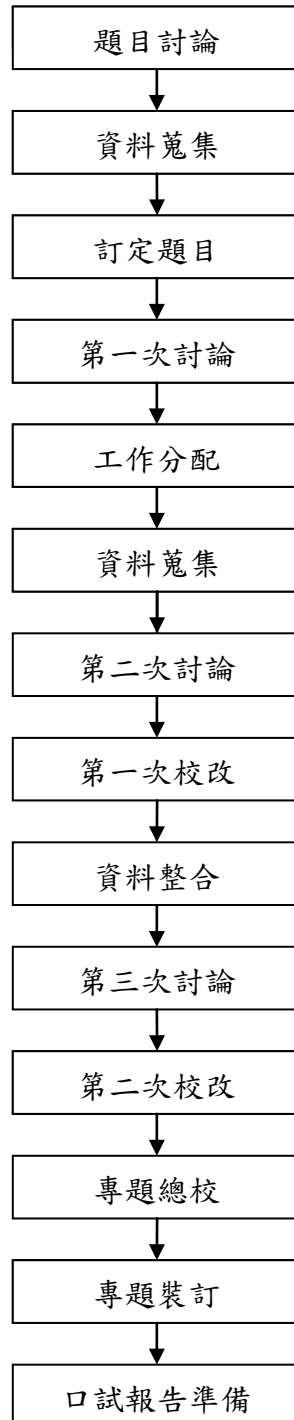 題目討論
資料蒐集
訂定題目
第一次討論
工作分配
資料蒐集
第二次討論
第一次校改
資料整合
第三次討論
第二次校改
專題總校
專題裝訂
口試報告準備